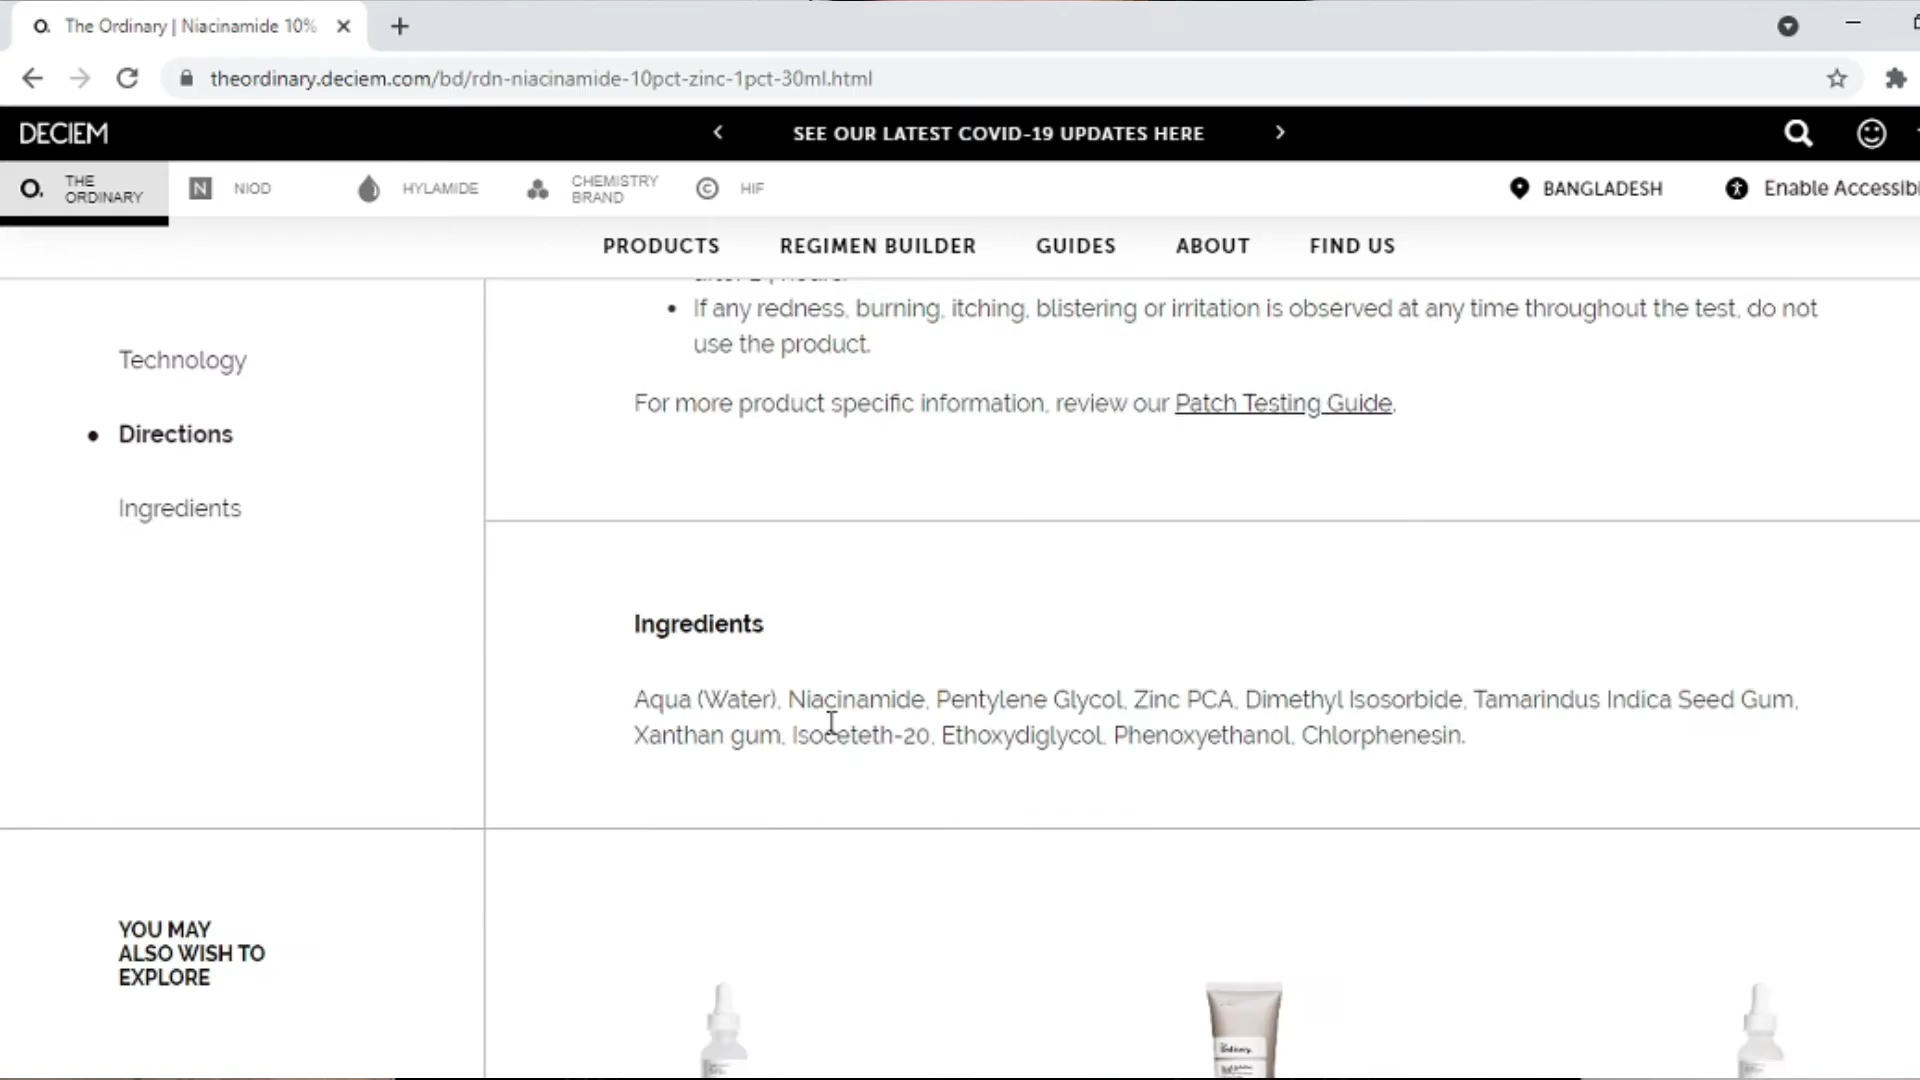 O. The Ordinary | Niacinamide 10%
theordinary.deciem.com/bd/rdn-niacinamide-10pct-zinc-1pct-30ml.html
DECIEM
SEE OUR LATEST COVID-19 UPDATES HERE
O. THE
ORDINARY
N NIOD
HYLAMIDE
CHEMISTRY
BRAND
© HIF
BANGLADESH
Enable Accessibi
PRODUCTS REGIMEN BUILDER GUIDES ABOUT FIND US
• If any redness, burning, itching, blistering or irritation is observed at any time throughout the test, do not
use the product.
Technology
For more product specific information, review our Patch Testing Guide.
• Directions
Ingredients
Ingredients
Aqua (Water), Niacinamide, Pentylene Glycol, Zinc PCA, Dimethyl Isosorbide, Tamarindus Indica Seed Gum,
Xanthan gum, Isoceteth-20, Ethoxydiglycol, Phenoxyethanol, Chlorphenesin.
YOU MAY
ALSO WISH TO
EXPLORE